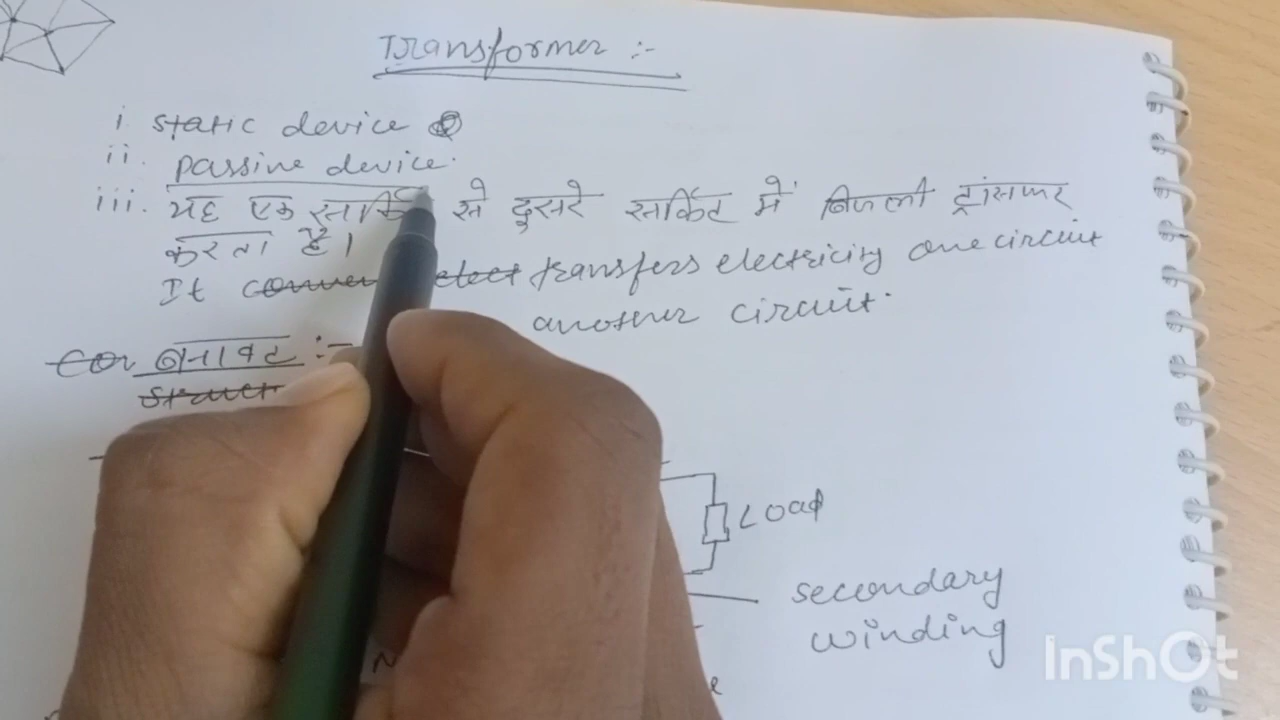 Transformer :-
i. static device
ii. passive device.
iii. यह एक से दुसरे सर्किट में बिजली ट्रांसफर
करता है।
It transfers electricity one circuit
another circuit.
बनावट :-
Struct
Load
secondary
winding
InShOt